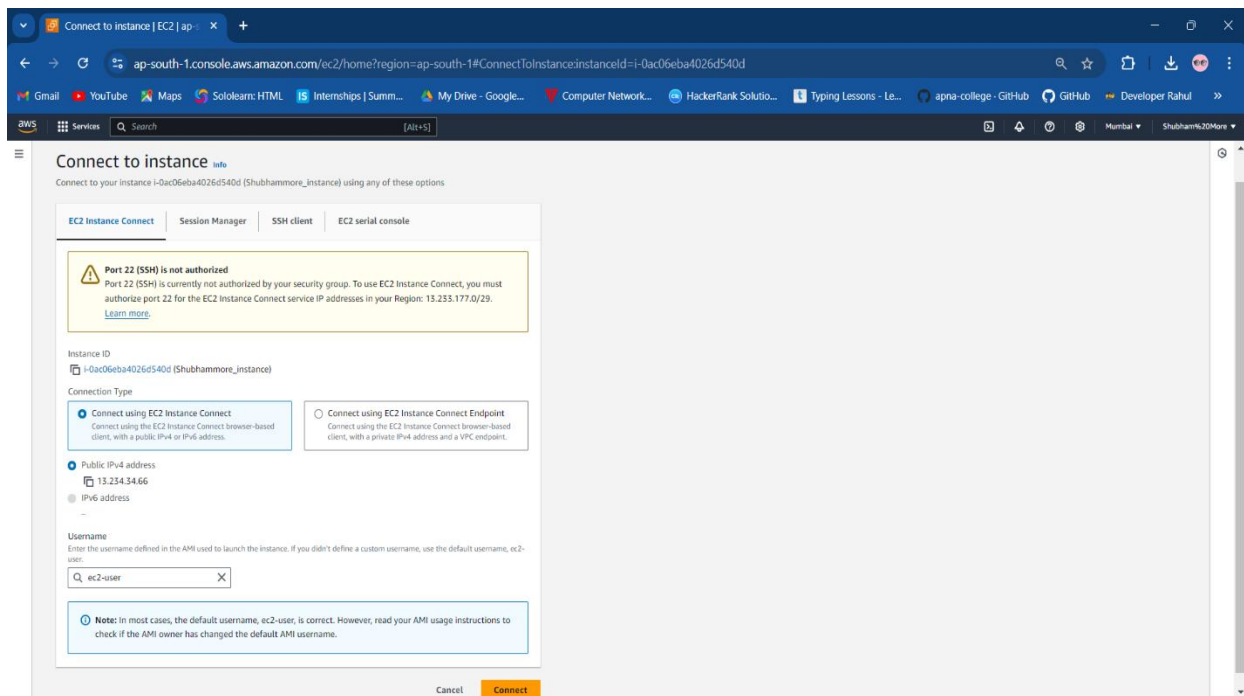 Connect to instance | EC2 | ap-s
ap-south-1.console.aws.amazon.com/ec2/home?region=ap-south-1#ConnectToInstance:instanceId=i-0ac06eba4026d540d
Gmail YouTube Maps Sololearn: HTML Internships | Summ... My Drive - Google... Computer Network... HackerRank Solutio... Typing Lessons - Le... apna-college - GitHub GitHub Developer Rahul »
aws Services Search [Alt+S] Mumbai Shubham%20More
Connect to instance Info
Connect to your instance i-0ac06eba4026d540d (Shubhammore_instance) using any of these options
EC2 Instance Connect Session Manager SSH client EC2 serial console
Port 22 (SSH) is not authorized
Port 22 (SSH) is currently not authorized by your security group. To use EC2 Instance Connect, you must
authorize port 22 for the EC2 Instance Connect service IP addresses in your Region: 13.233.177.0/29.
Learn more.
Instance ID
i-0ac06eba4026d540d (Shubhammore_instance)
Connection Type
Connect using EC2 Instance Connect
Connect using the EC2 Instance Connect browser-based
client, with a public IPv4 or IPv6 address.
Connect using EC2 Instance Connect Endpoint
Connect using the EC2 Instance Connect browser-based
client, with a private IPv4 address and a VPC endpoint.
Public IPv4 address
13.234.34.66
IPv6 address
–
Username
Enter the username defined in the AMI used to launch the instance. If you didn't define a custom username, use the default username, ec2-
user.
ec2-user
Note: In most cases, the default username, ec2-user, is correct. However, read your AMI usage instructions to
check if the AMI owner has changed the default AMI username.
Cancel Connect